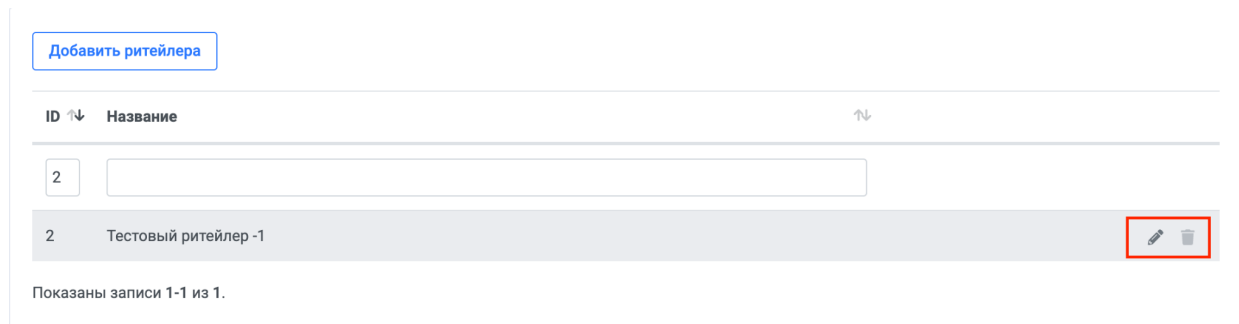 Добавить ритейлера
ID Название
2
2 Тестовый ритейлер -1
Показаны записи 1-1 из 1.